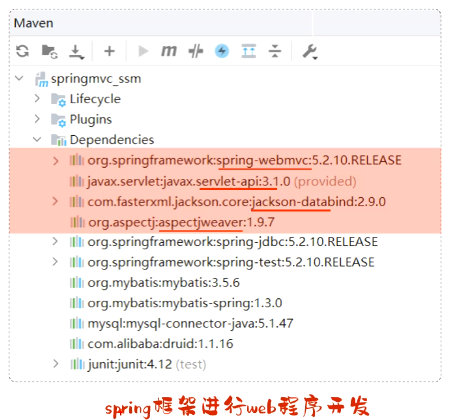 Maven
springmvc_ssm
Lifecycle
Plugins
Dependencies
org.springframework:spring-webmvc:5.2.10.RELEASE
javax.servlet:javax.servlet-api:3.1.0 (provided)
com.fasterxml.jackson.core:jackson-databind:2.9.0
org.aspectj:aspectjweaver:1.9.7
org.springframework:spring-jdbc:5.2.10.RELEASE
org.springframework:spring-test:5.2.10.RELEASE
org.mybatis:mybatis:3.5.6
org.mybatis:mybatis-spring:1.3.0
mysql:mysql-connector-java:5.1.47
com.alibaba:druid:1.1.16
junit:junit:4.12 (test)
spring框架进行web程序开发